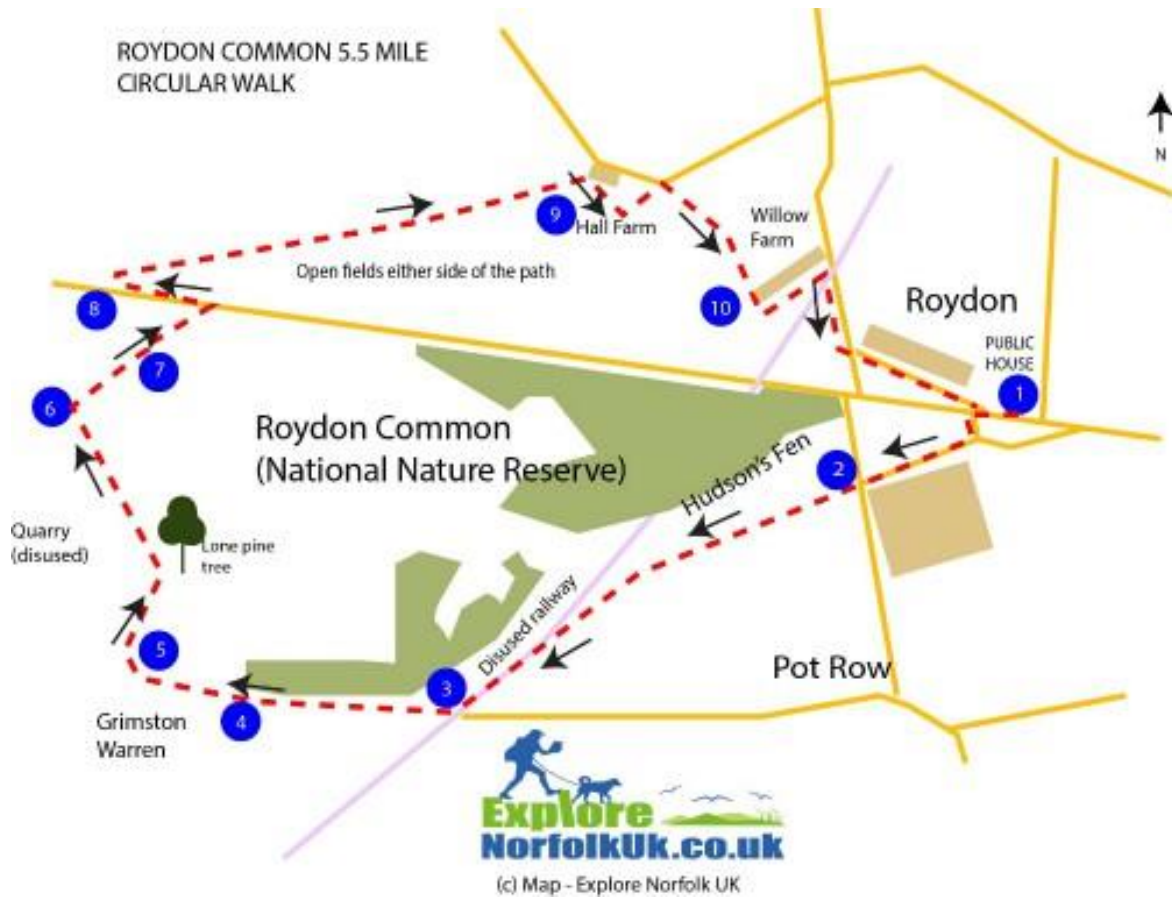 ROYDON COMMON 5.5 MILE
CIRCULAR WALK
N
9
Hall Farm
Willow
Farm
Open fields either side of the path
8
10
Roydon
PUBLIC
HOUSE
1
7
6
Roydon Common
(National Nature Reserve)
Hudson's Fen
2
Quarry
(disused)
Lone pine
tree
Disused railway
5
3
Pot Row
4
Grimston
Warren
Explore
NorfolkUk.co.uk
(c) Map - Explore Norfolk UK